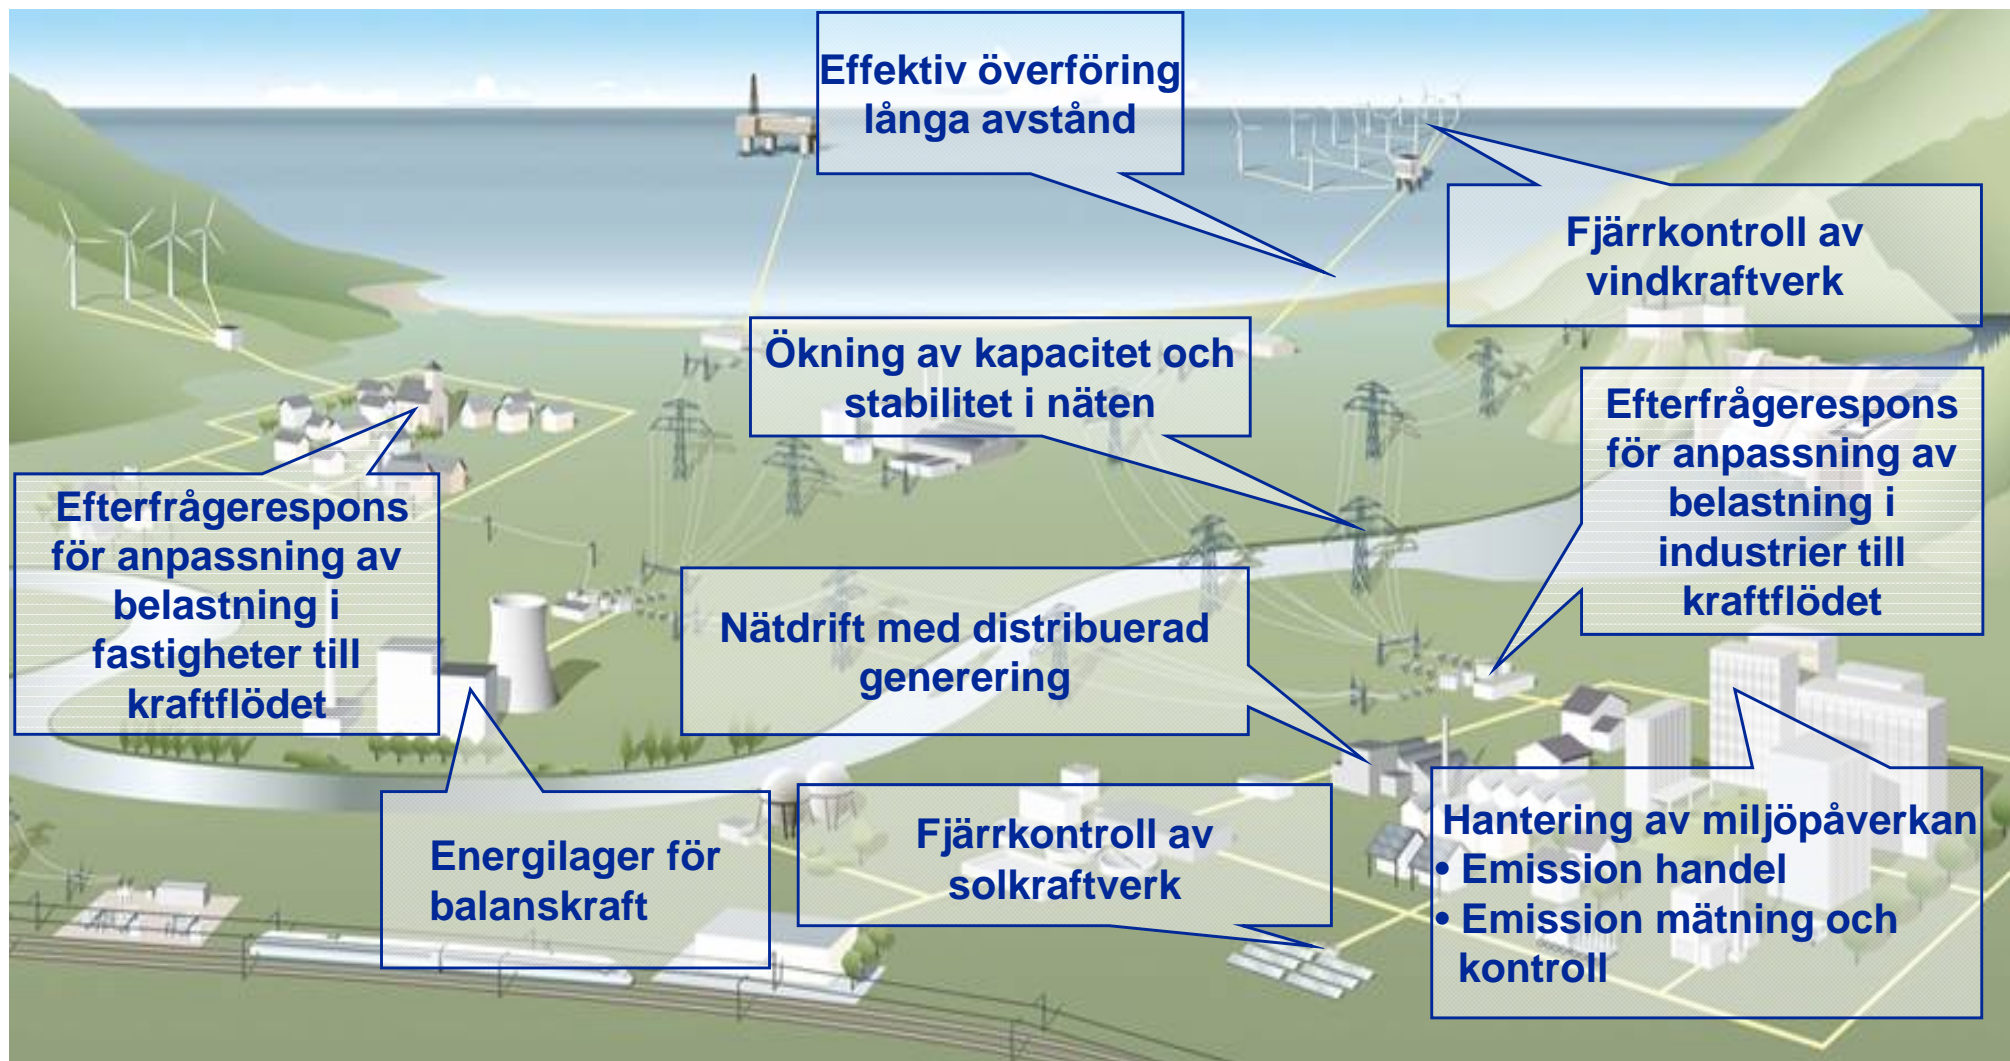 Effektiv överföring
långa avstånd
Fjärrkontroll av
vindkraftverk
Ökning av kapacitet och
stabilitet i näten
Efterfrågerespons
för anpassning av
belastning i
industrier till
kraftflödet
Efterfrågerespons
för anpassning av
belastning i
fastigheter till
kraftflödet
Nätdrift med distribuerad
generering
Energilager för
balanskraft
Fjärrkontroll av
solkraftverk
Hantering av miljöpåverkan
• Emission handel
• Emission mätning och
kontroll